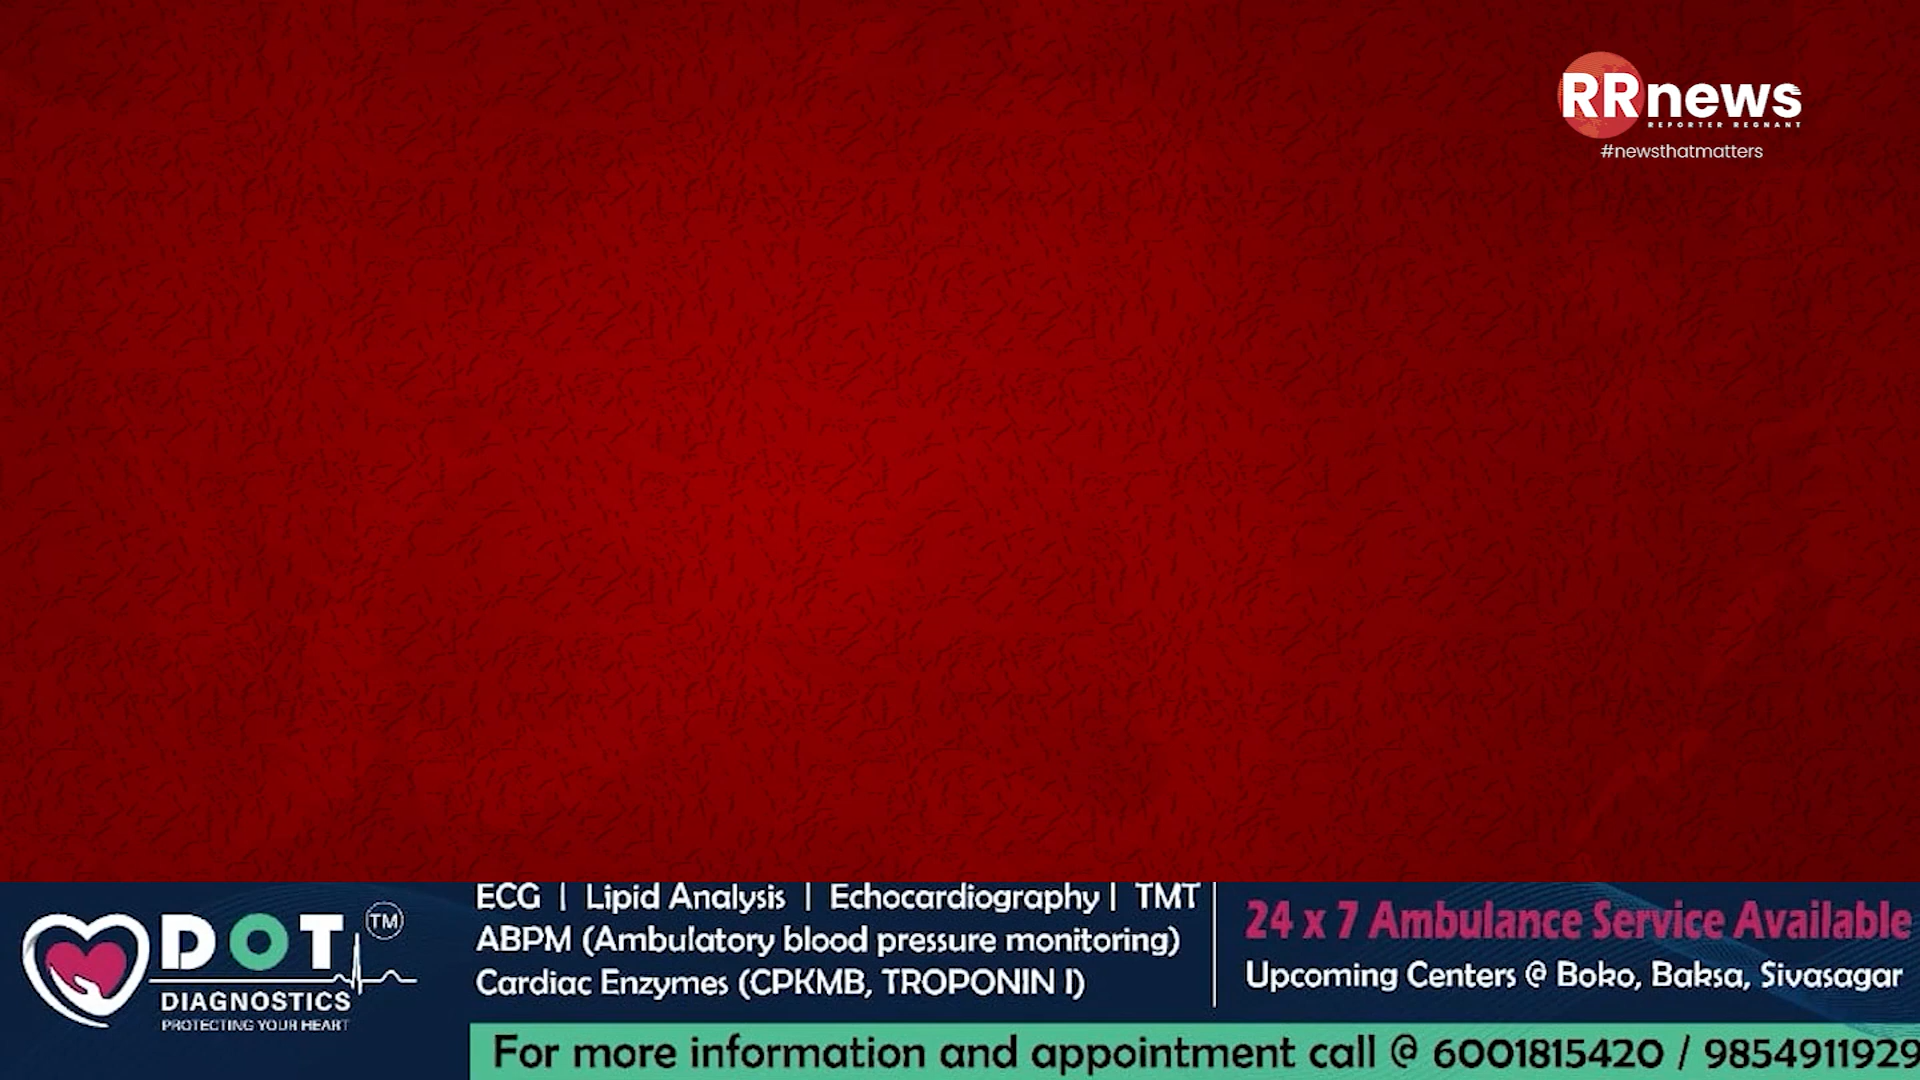 RRnews
REPORTER REGNANT
#newsthatmatters
DOT TM
DIAGNOSTICS
PROTECTING YOUR HEART
ECG | Lipid Analysis | Echocardiography | TMT
ABPM (Ambulatory blood pressure monitoring)
Cardiac Enzymes (CPKMB, TROPONIN I)
24 x 7 Ambulance Service Available
Upcoming Centers @ Boko, Baksa, Sivasagar
For more information and appointment call @ 6001815420 / 9854911929